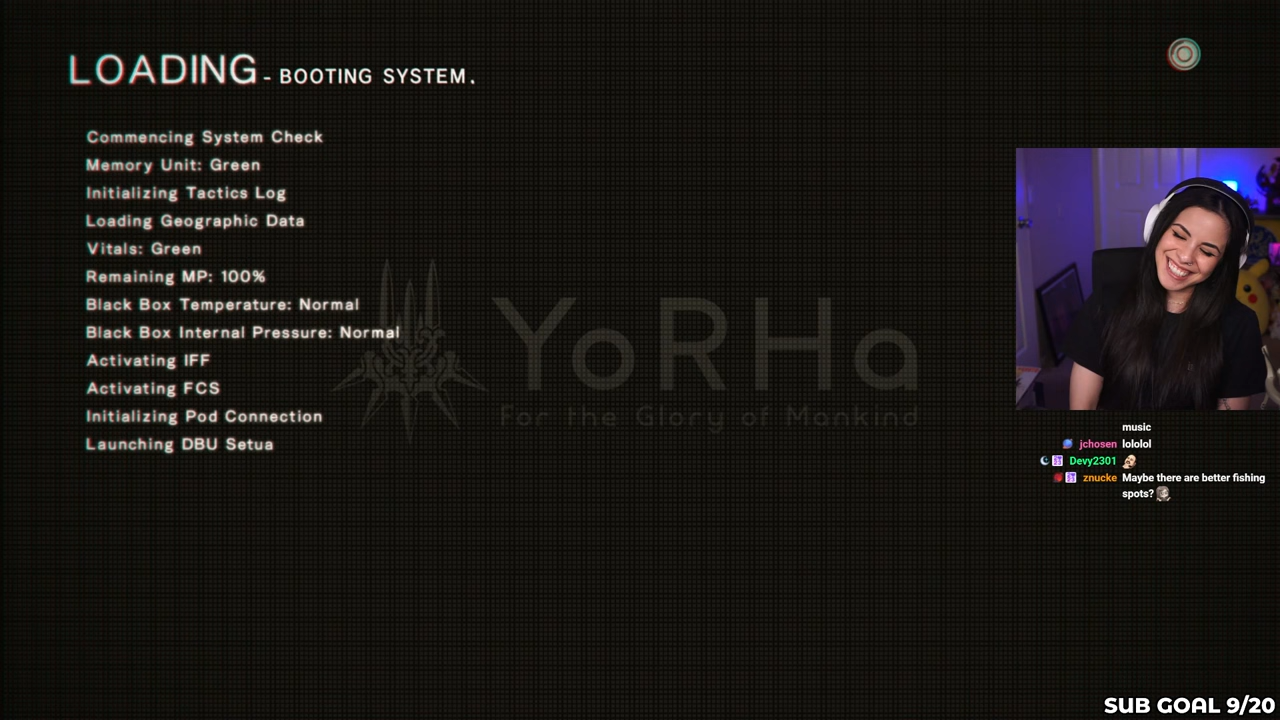 LOADING - BOOTING SYSTEM.
Commencing System Check
Memory Unit: Green
Initializing Tactics Log
Loading Geographic Data
Vitals: Green
Remaining MP: 100%
Black Box Temperature: Normal
Black Box Internal Pressure: Normal
Activating IFF
Activating FCS
Initializing Pod Connection
Launching DBU Setua
YoRHa
For the Glory of Mankind
music
jchosen lololol
Devy2301
znucke Maybe there are better fishing
spots?
SUB GOAL 9/20